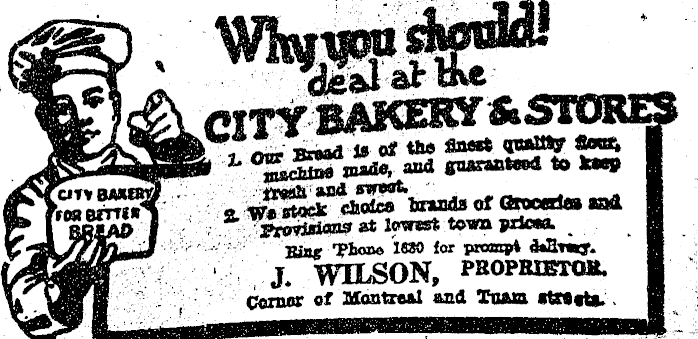 Why you should!
deal at the
CITY BAKERY & STORES
1. Our Bread is of the finest quality flour,
machine made, and guaranteed to keep
fresh and sweet.
2. We stock choice brands of Groceries and
Provisions at lowest town prices.
Ring 'Phone 1630 for prompt delivery.
J. WILSON, PROPRIETOR.
Corner of Montreal and Tuam streets.
CITY BAKERY
FOR BETTER
BREAD